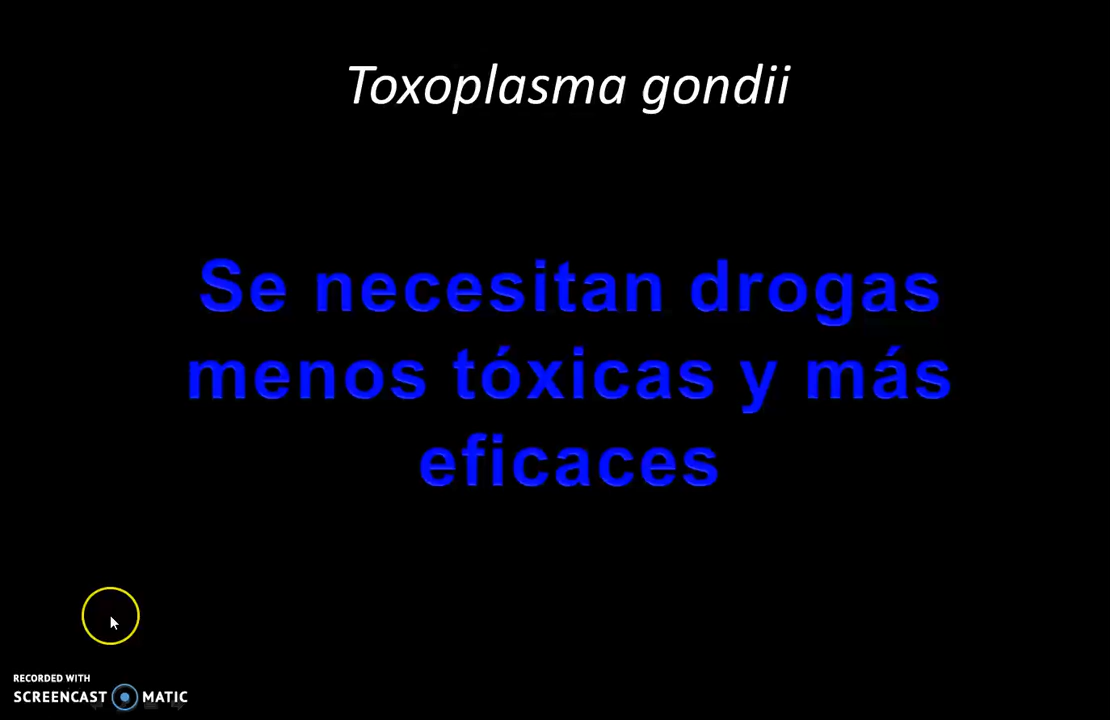 Toxoplasma gondii
Se necesitan drogas
menos tóxicas y más
eficaces
RECORDED WITH
SCREENCAST MATIC